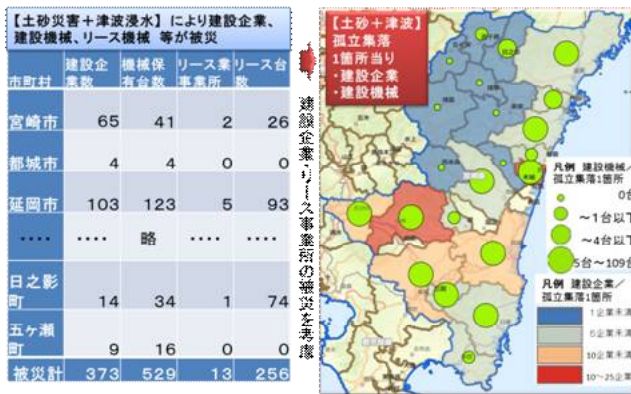 【土砂災害+津波浸水】により建設企業、
建設機械、リース機械 等が被災
市町村 建設企業数 機械保有台数 リース業事業所 リース台数
宮崎市 65 41 2 26
都城市 4 4 0 0
延岡市 103 123 5 93
‥‥ ‥‥ 略 ‥‥
日之影町 14 34 1 74
五ヶ瀬町 9 16 0 0
被災計 373 529 13 256
建設企業・リース事業所の被災を考慮
【土砂+津波】
孤立集落
1箇所当り
・建設企業
・建設機械
凡例 建設機械/
孤立集落1箇所
0台
~1台以下
~4台以下
5台~109台
凡例 建設企業/
孤立集落1箇所
1企業未満
5企業未満
10企業未満
10~25企業